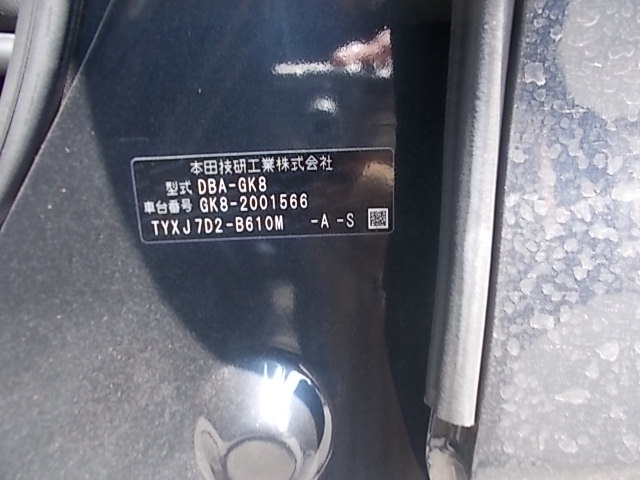 本田技研工業株式会社
型式 DBA-GK8
車台番号 GK8-2001566
TYXJ7D2-B610M -A -S